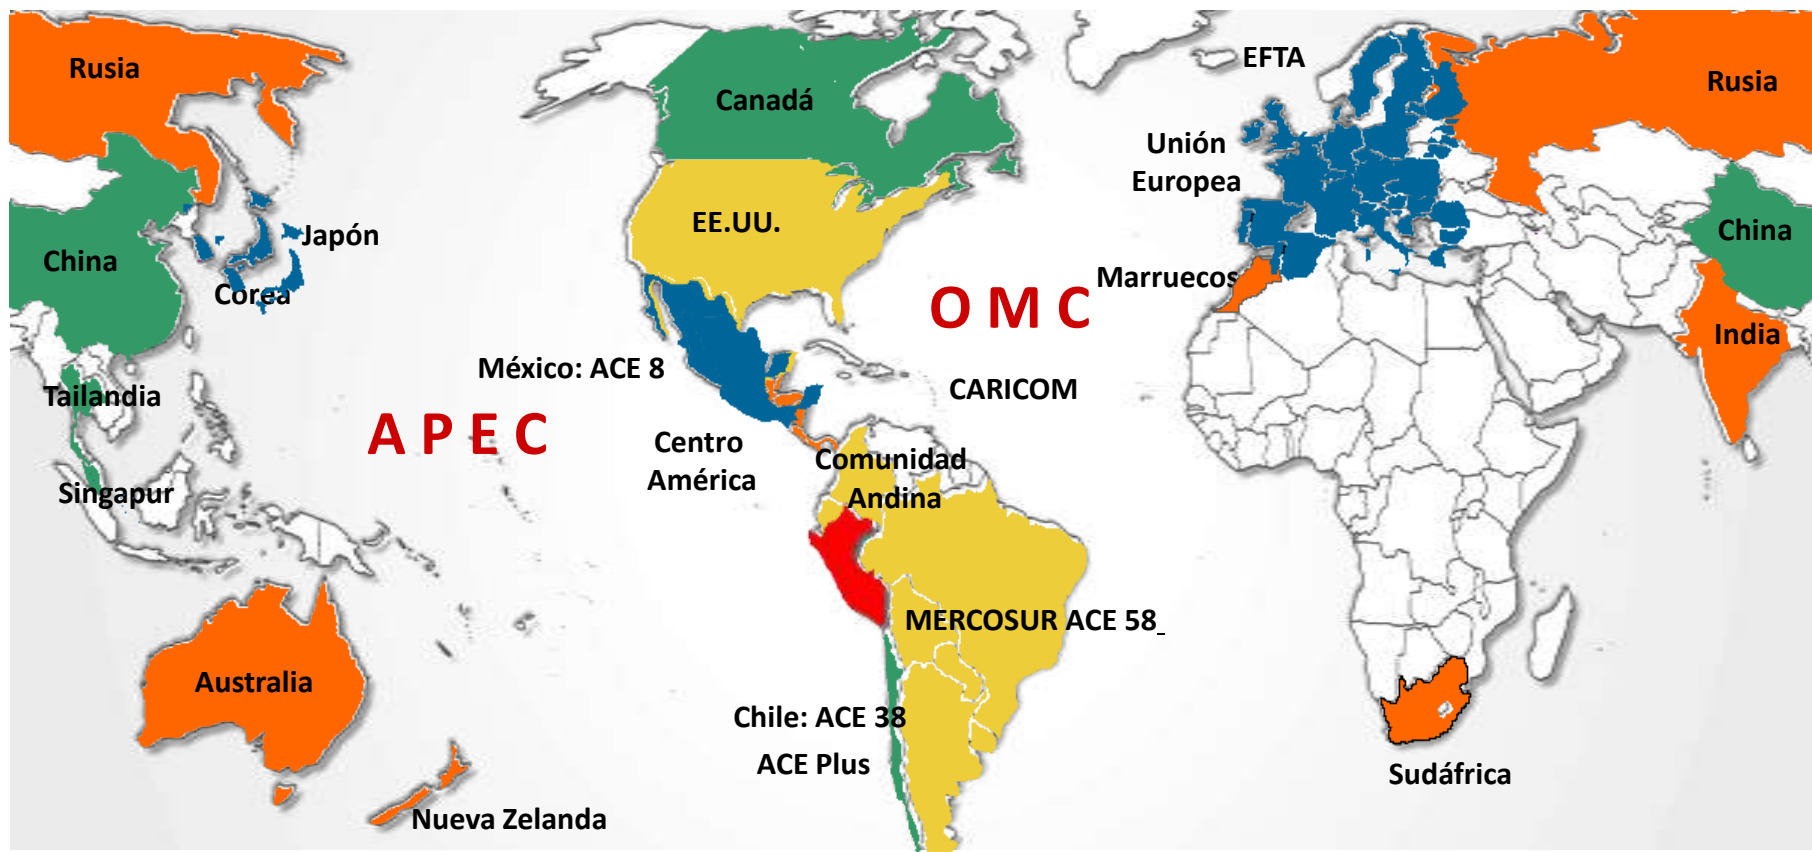 Rusia
Canadá
EFTA
Rusia
Unión
Europea
EE.UU.
Japón
China
China
Corea
Marruecos
O M C
India
México: ACE 8
Tailandia
CARICOM
A P E C
Centro
América
Comunidad
Andina
Singapur
MERCOSUR ACE 58_
Australia
Chile: ACE 38
ACE Plus
Sudáfrica
Nueva Zelanda